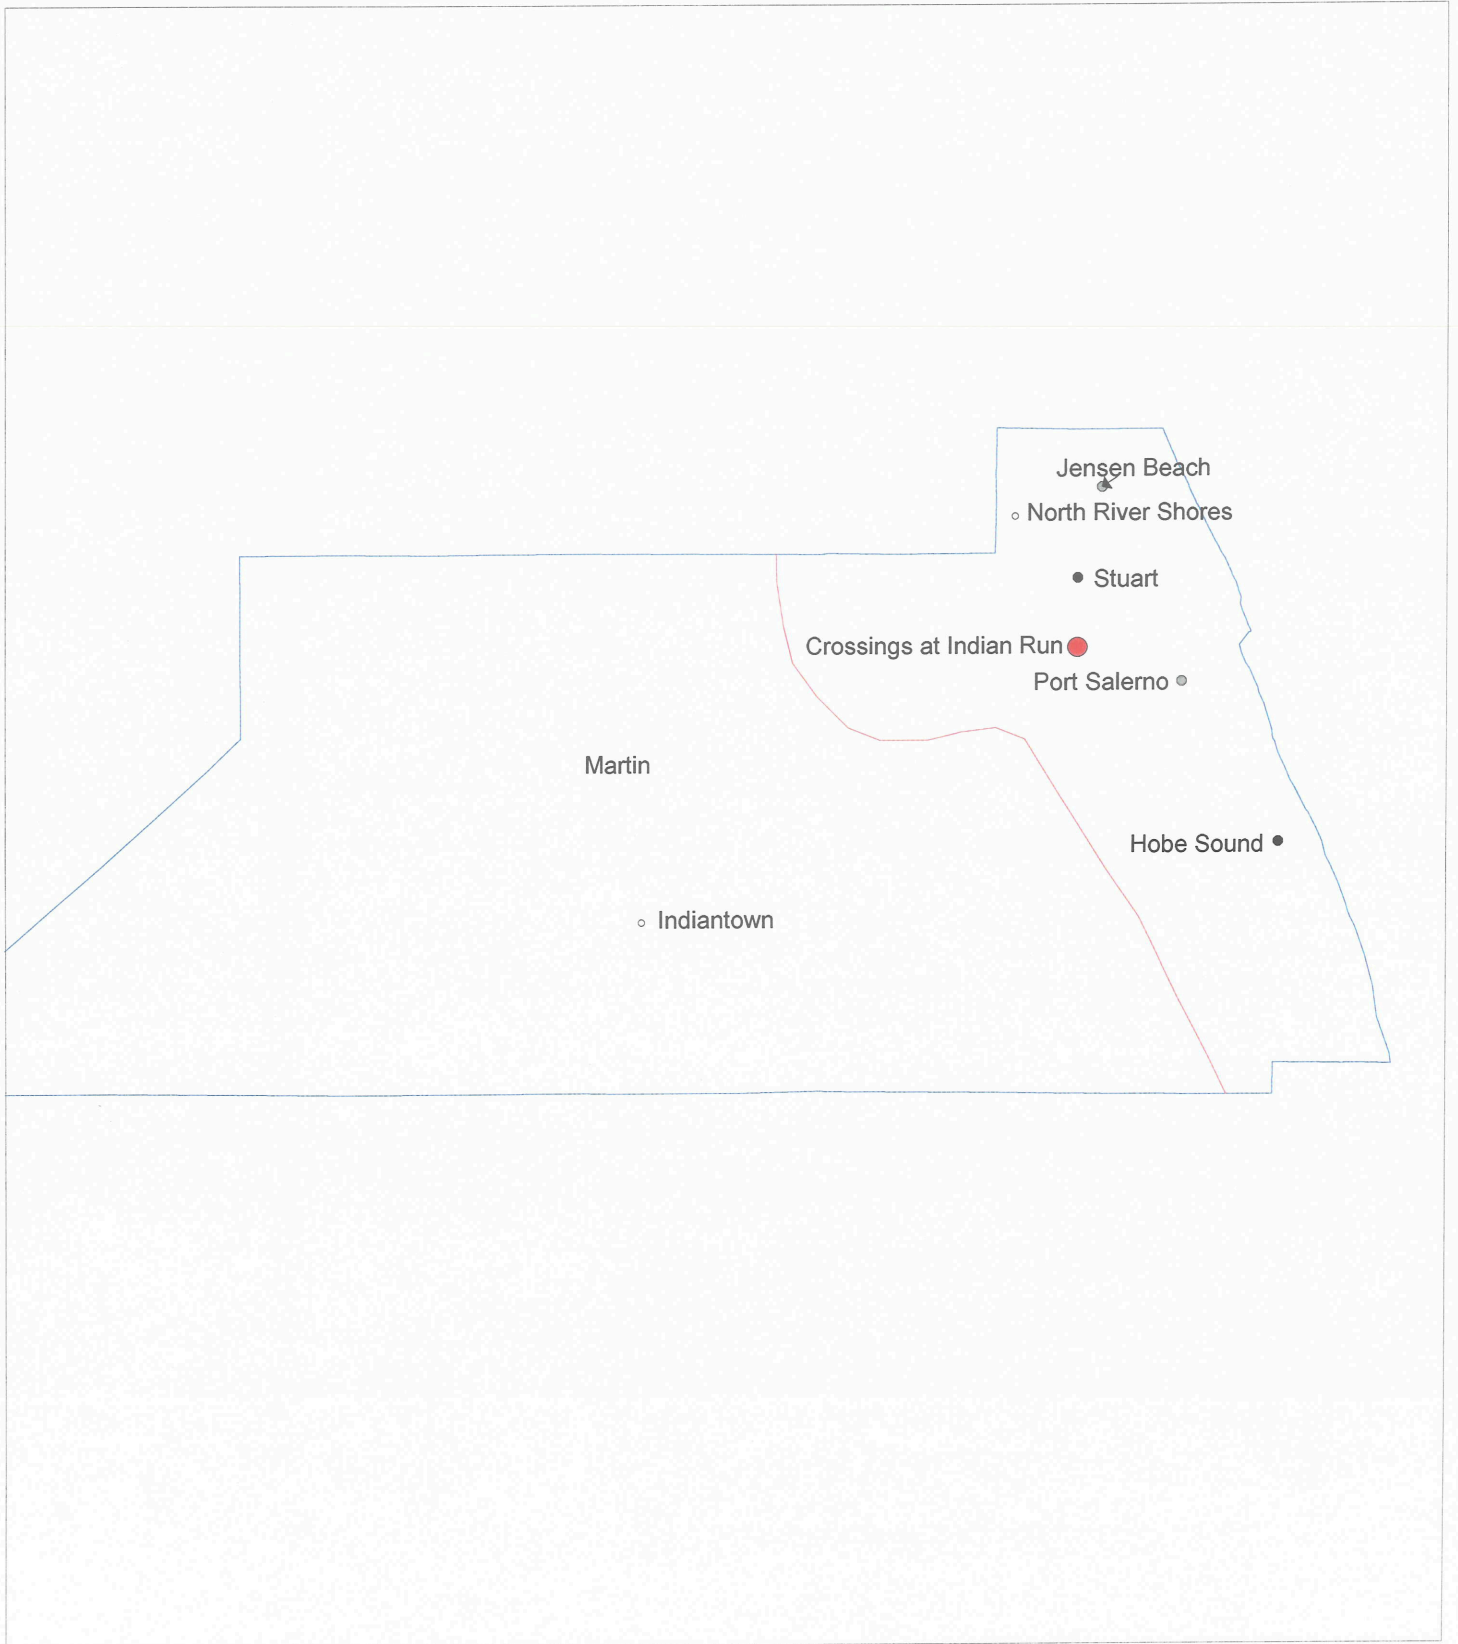 Jensen Beach
North River Shores
Stuart
Crossings at Indian Run
Port Salerno
Martin
Hobe Sound
Indiantown